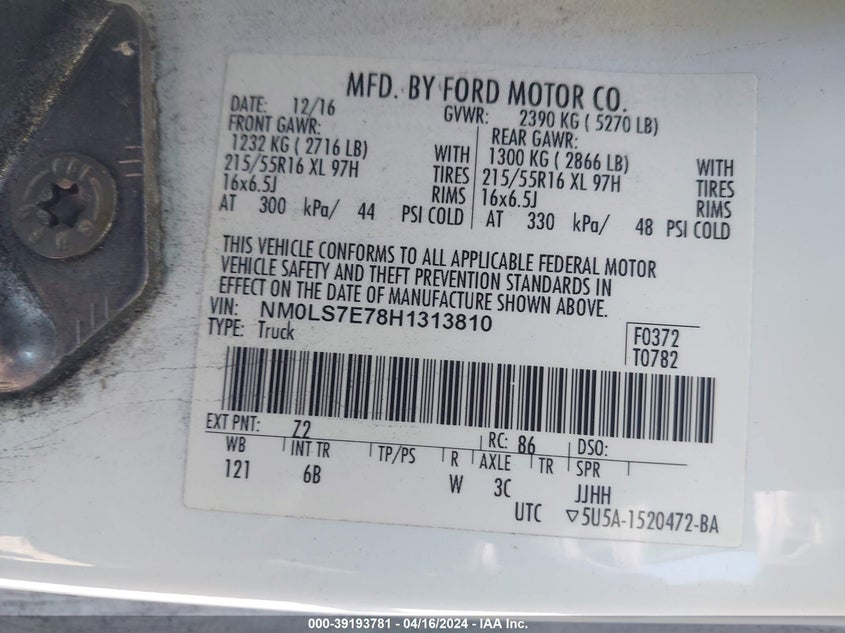 MFD. BY FORD MOTOR CO.
DATE: 12/16 GVWR: 2390 KG ( 5270 LB)
FRONT GAWR: REAR GAWR:
1232 KG ( 2716 LB) WITH 1300 KG ( 2866 LB) WITH
215/55R16 XL 97H TIRES 215/55R16 XL 97H TIRES
16x6.5J RIMS 16x6.5J RIMS
AT 300 kPa/ 44 PSI COLD AT 330 kPa/ 48 PSI COLD
THIS VEHICLE CONFORMS TO ALL APPLICABLE FEDERAL MOTOR
VEHICLE SAFETY AND THEFT PREVENTION STANDARDS IN
EFFECT ON THE DATE OF MANUFACTURE SHOWN ABOVE.
VIN: NM0LS7E78H1313810
TYPE: Truck
F0372
T0782
EXT PNT: Z2 RC: 86 DSO:
WB INT TR TP/PS R AXLE TR SPR
121 6B W 3C JJHH
UTC ▽5U5A-1520472-BA
000-39193781 - 04/16/2024 - IAA Inc.